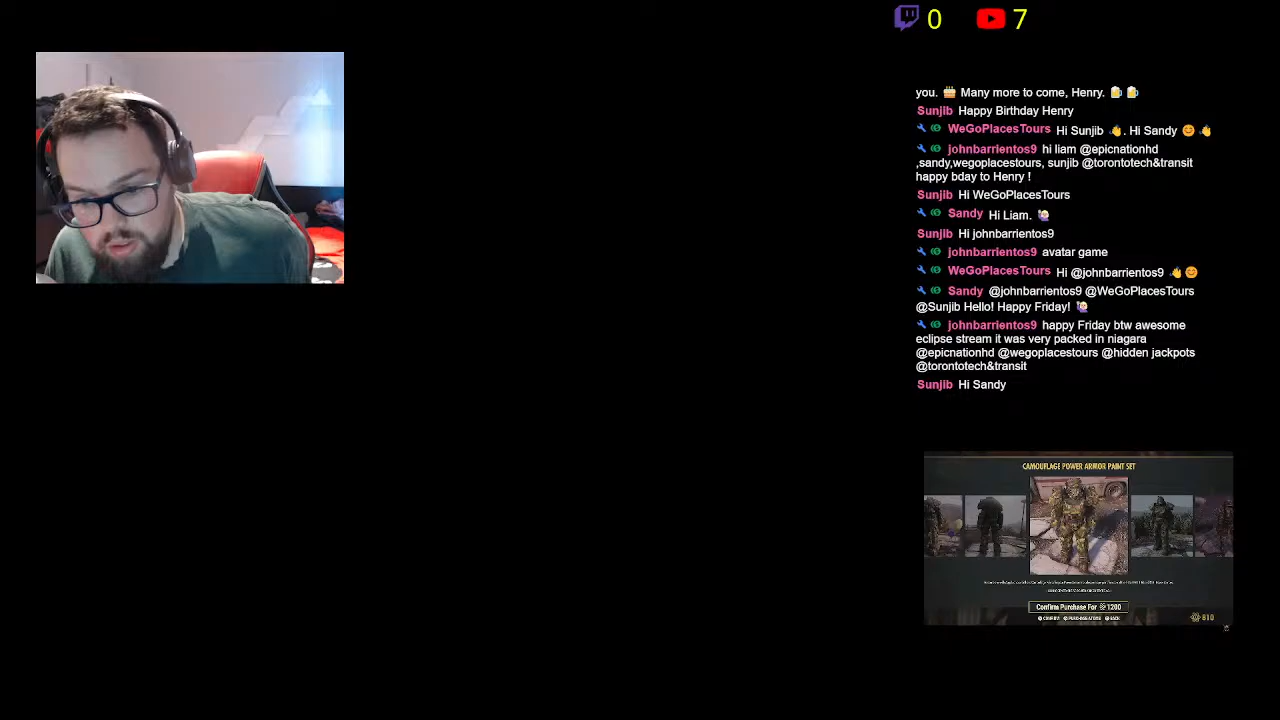 0 7
you. 🎂 Many more to come, Henry. 🍻 🍻
Sunjib Happy Birthday Henry
WeGoPlacesTours Hi Sunjib 👋. Hi Sandy 😊 👋
johnbarrientos9 hi liam @epicnationhd
,sandy,wegoplacestours, sunjib @torontotech&transit
happy bday to Henry !
Sunjib Hi WeGoPlacesTours
Sandy Hi Liam. 🙋🏼
Sunjib Hi johnbarrientos9
johnbarrientos9 avatar game
WeGoPlacesTours Hi @johnbarrientos9 👋😊
Sandy @johnbarrientos9 @WeGoPlacesTours
@Sunjib Hello! Happy Friday! 🙋🏼
johnbarrientos9 happy Friday btw awesome
eclipse stream it was very packed in niagara
@epicnationhd @wegoplacestours @hidden jackpots
@torontotech&transit
Sunjib Hi Sandy
CAMOUFLAGE POWER ARMOR PAINT SET
Confirm Purchase For 1200
810